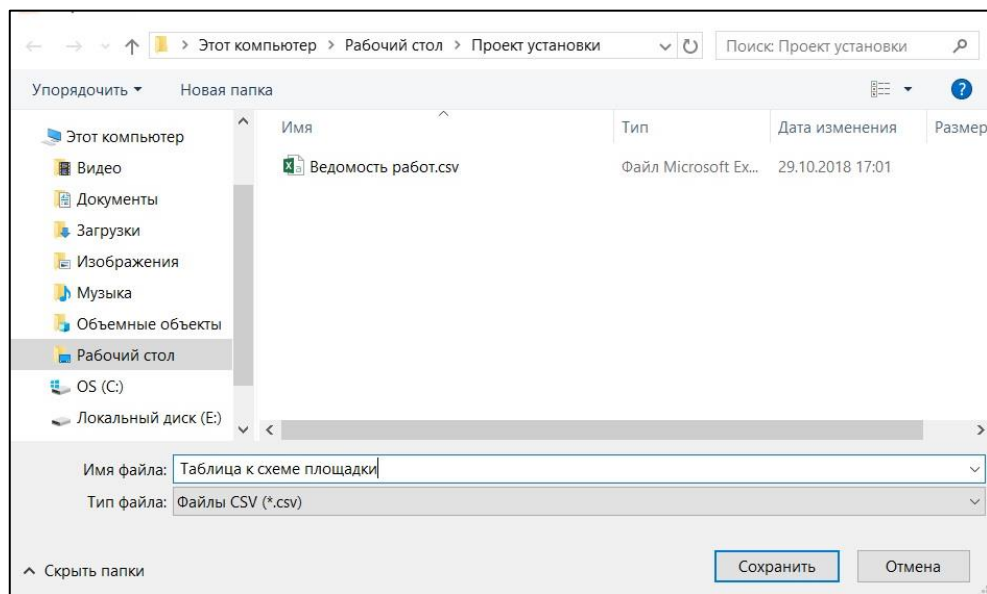 Этот компьютер > Рабочий стол > Проект установки
Поиск: Проект установки
Упорядочить
Новая папка
?
Имя
Тип
Дата изменения
Размер
Ведомость работ.csv
Файл Microsoft Ex...
29.10.2018 17:01
Этот компьютер
Видео
Документы
Загрузки
Изображения
Музыка
Объемные объекты
Рабочий стол
OS (C:)
Локальный диск (E:)
Имя файла: Таблица к схеме площадки
Тип файла: Файлы CSV (*.csv)
Скрыть папки
Сохранить
Отмена